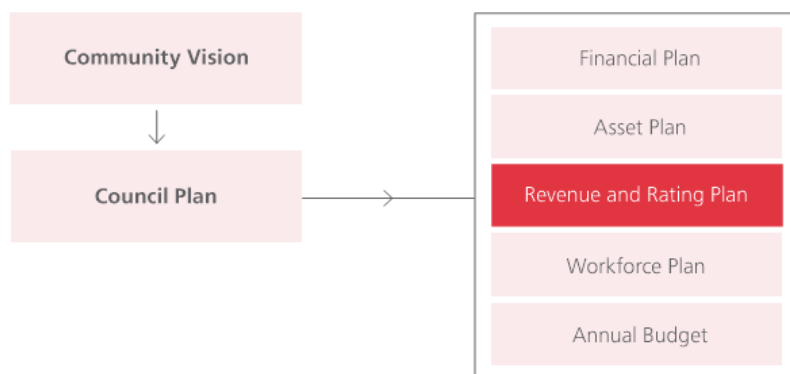 Community Vision
Council Plan
Financial Plan
Asset Plan
Revenue and Rating Plan
Workforce Plan
Annual Budget